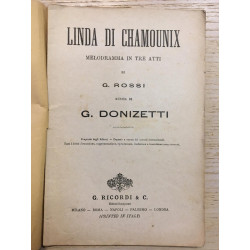 LINDA DI CHAMOUNIX
MELODRAMMA IN TRE ATTI
DI
G. ROSSI
MUSICA DI
G. DONIZETTI
G. RICORDI & C.
MILANO — ROMA — NAPOLI — PALERMO — LONDRA